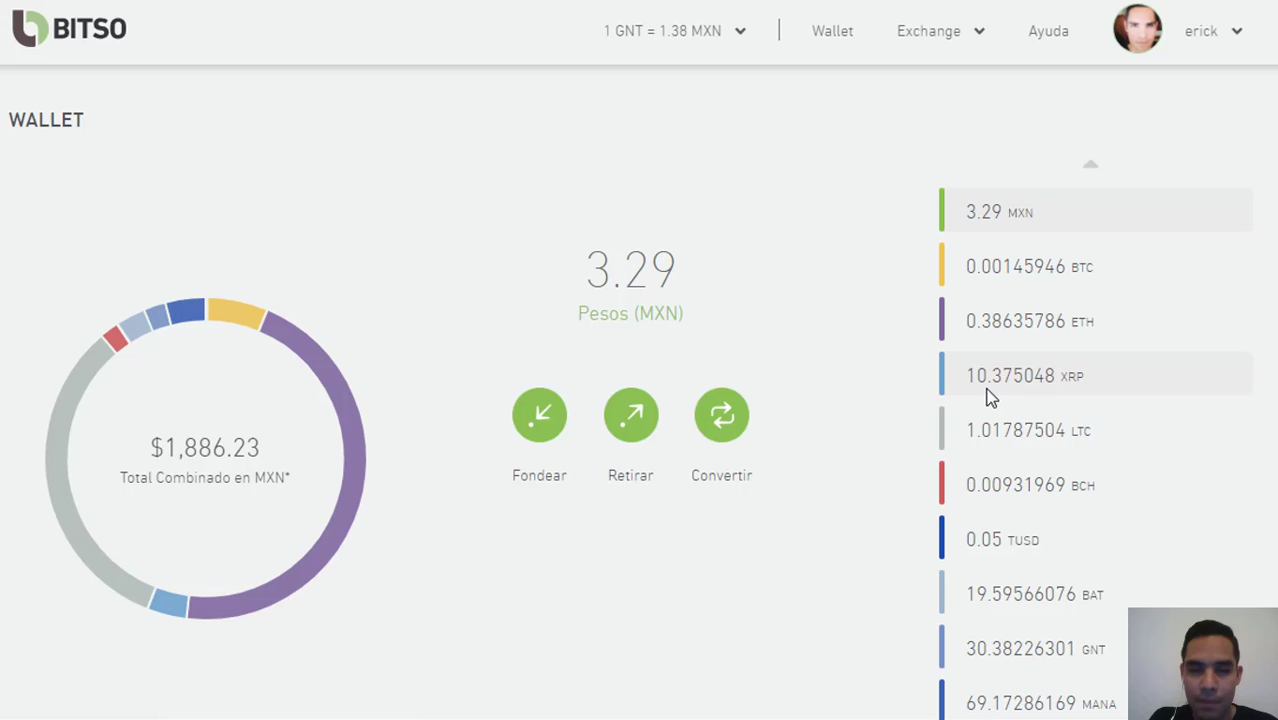 BITSO
1 GNT = 1.38 MXN
Wallet
Exchange
Ayuda
erick
WALLET
3.29 MXN
0.00145946 BTC
0.38635786 ETH
10.375048 XRP
1.01787504 LTC
0.00931969 BCH
0.05 TUSD
19.59566076 BAT
30.38226301 GNT
69.17286169 MANA
3.29
Pesos (MXN)
Fondear
Retirar
Convertir
$1,886.23
Total Combinado en MXN*